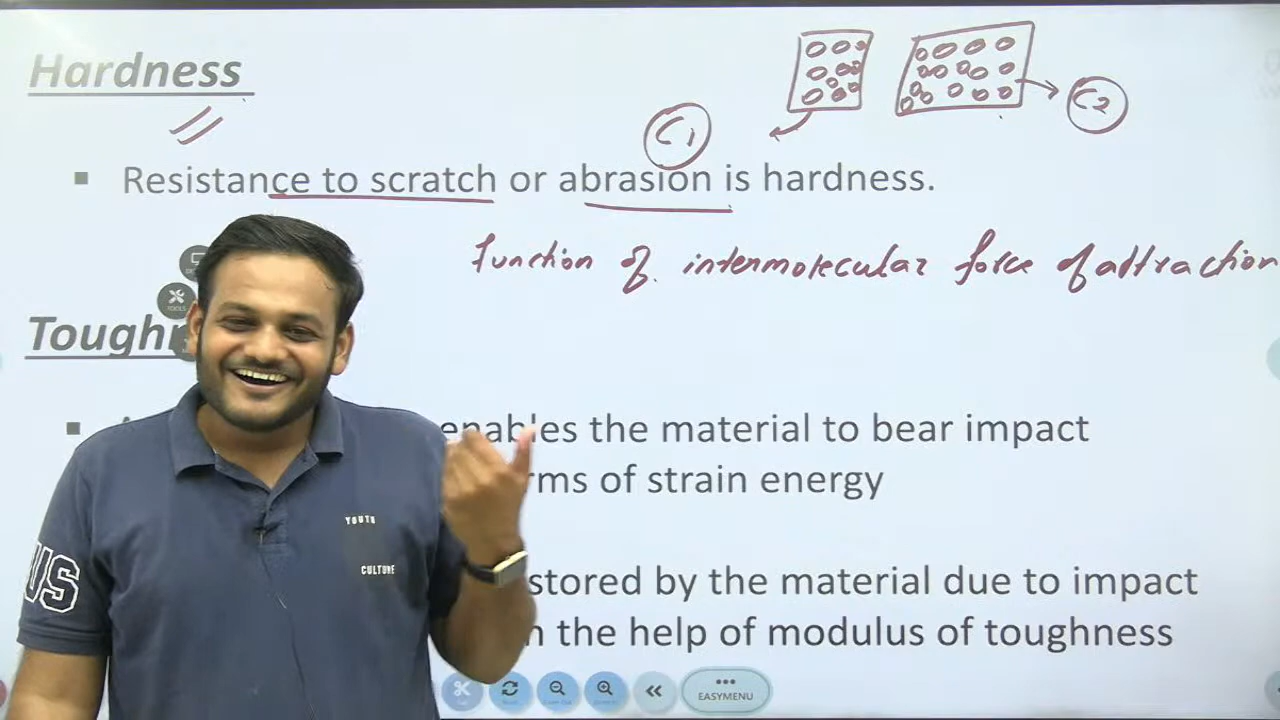 Hardness
C1
C2
▪ Resistance to scratch or abrasion is hardness.
function of intermolecular force of attraction
TOOLS
Tough
enables the material to bear impact
rms of strain energy
YOUTH
CULTURE
US
stored by the material due to impact
the help of modulus of toughness
EASYMENU